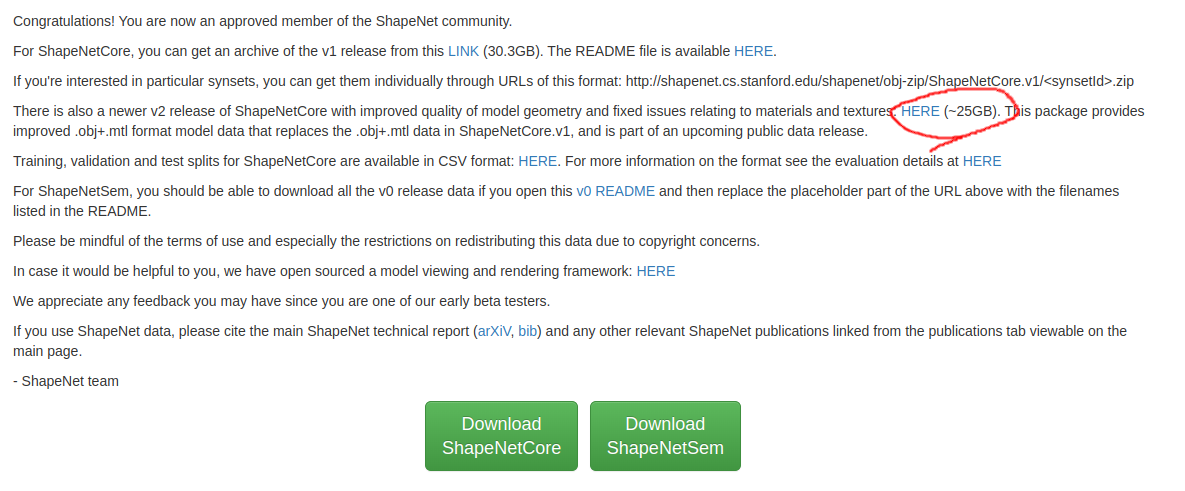 Congratulations! You are now an approved member of the ShapeNet community.
For ShapeNetCore, you can get an archive of the v1 release from this LINK (30.3GB). The README file is available HERE.
If you're interested in particular synsets, you can get them individually through URLs of this format: http://shapenet.cs.stanford.edu/shapenet/obj-zip/ShapeNetCore.v1/<synsetId>.zip
There is also a newer v2 release of ShapeNetCore with improved quality of model geometry and fixed issues relating to materials and textures: HERE (~25GB). This package provides
improved .obj+.mtl format model data that replaces the .obj+.mtl data in ShapeNetCore.v1, and is part of an upcoming public data release.
Training, validation and test splits for ShapeNetCore are available in CSV format: HERE. For more information on the format see the evaluation details at HERE
For ShapeNetSem, you should be able to download all the v0 release data if you open this v0 README and then replace the placeholder part of the URL above with the filenames
listed in the README.
Please be mindful of the terms of use and especially the restrictions on redistributing this data due to copyright concerns.
In case it would be helpful to you, we have open sourced a model viewing and rendering framework: HERE
We appreciate any feedback you may have since you are one of our early beta testers.
If you use ShapeNet data, please cite the main ShapeNet technical report (arXiV, bib) and any other relevant ShapeNet publications linked from the publications tab viewable on the
main page.
- ShapeNet team
Download
ShapeNetCore
Download
ShapeNetSem